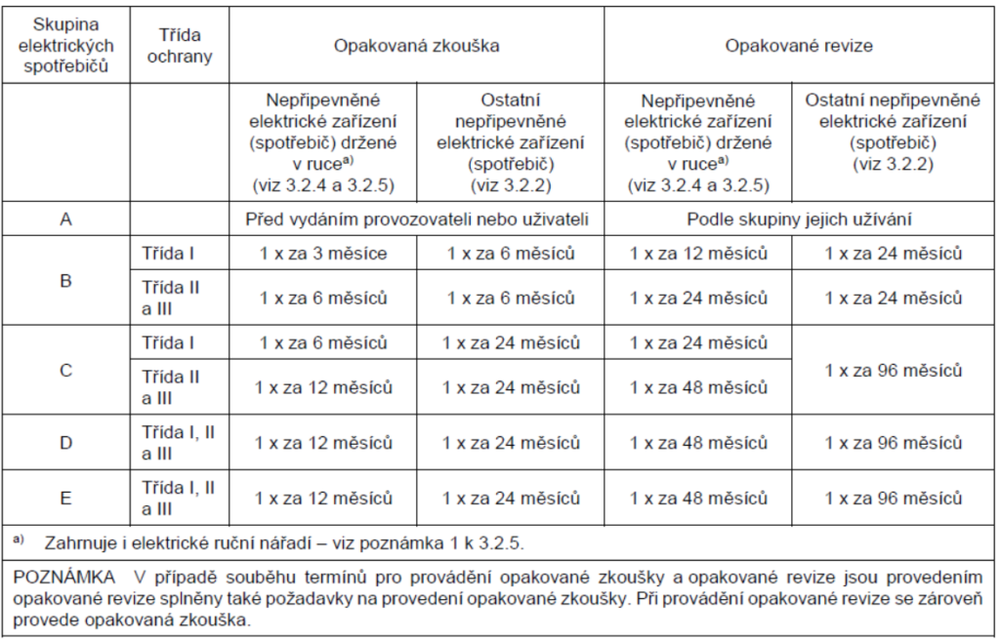 Skupina elektrických spotřebičů
Třída ochrany
Opakovaná zkouška
Opakované revize
Nepřipevněné elektrické zařízení (spotřebič) držené v ruce a) (viz 3.2.4 a 3.2.5)
Ostatní nepřipevněné elektrické zařízení (spotřebič) (viz 3.2.2)
Nepřipevněné elektrické zařízení (spotřebič) držené v ruce a) (viz 3.2.4 a 3.2.5)
Ostatní nepřipevněné elektrické zařízení (spotřebič) (viz 3.2.2)
A
Před vydáním provozovateli nebo uživateli
Podle skupiny jejich užívání
B
Třída I
1 x za 3 měsíce
1 x za 6 měsíců
1 x za 12 měsíců
1 x za 24 měsíců
Třída II a III
1 x za 6 měsíců
1 x za 6 měsíců
1 x za 24 měsíců
1 x za 24 měsíců
C
Třída I
1 x za 6 měsíců
1 x za 24 měsíců
1 x za 24 měsíců
1 x za 96 měsíců
Třída II a III
1 x za 12 měsíců
1 x za 24 měsíců
1 x za 48 měsíců
D
Třída I, II a III
1 x za 12 měsíců
1 x za 24 měsíců
1 x za 48 měsíců
1 x za 96 měsíců
E
Třída I, II a III
1 x za 12 měsíců
1 x za 24 měsíců
1 x za 48 měsíců
1 x za 96 měsíců
a) Zahrnuje i elektrické ruční nářadí – viz poznámka 1 k 3.2.5.
POZNÁMKA V případě souběhu termínů pro provádění opakované zkoušky a opakované revize jsou provedením
opakované revize splněny také požadavky na provedení opakované zkoušky. Při provádění opakované revize se zároveň
provede opakovaná zkouška.